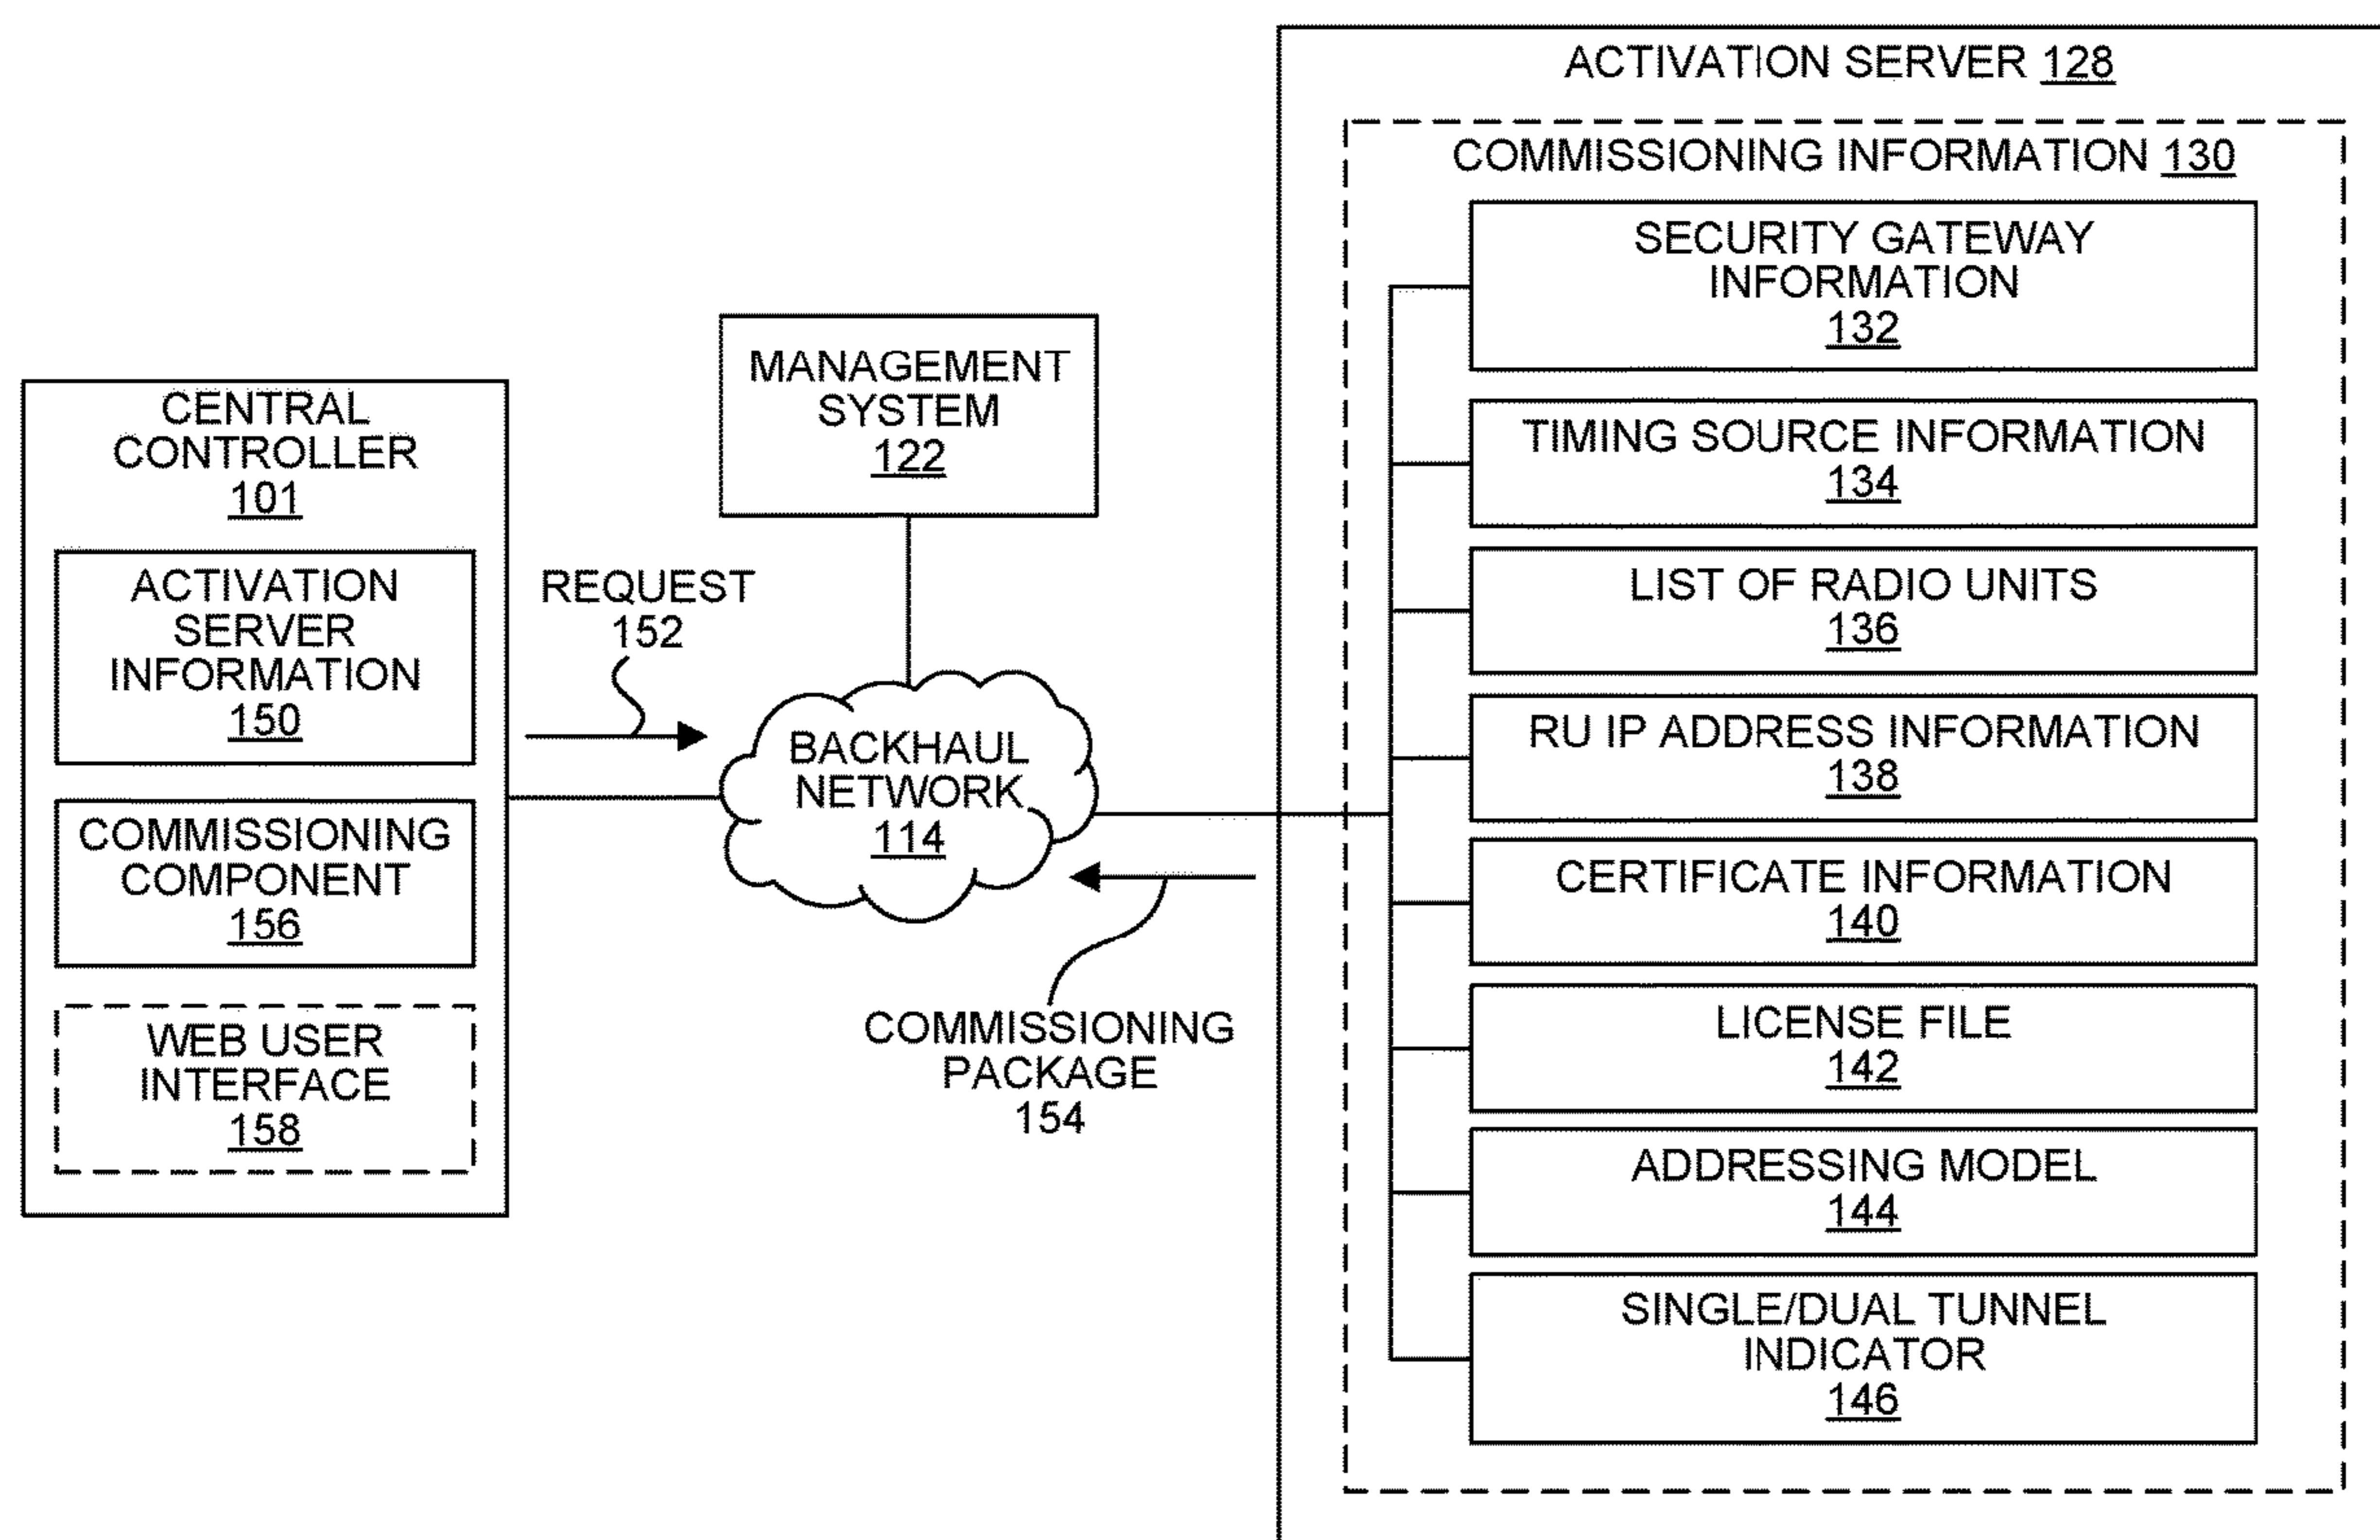 CENTRAL
CONTROLLER
101
ACTIVATION
SERVER
INFORMATION
150
COMMISSIONING
COMPONENT
156
WEB USER
INTERFACE
158
REQUEST
152
MANAGEMENT
SYSTEM
122
BACKHAUL
NETWORK
114
COMMISSIONING
PACKAGE
154
ACTIVATION SERVER 128
COMMISSIONING INFORMATION 130
SECURITY GATEWAY
INFORMATION
132
TIMING SOURCE INFORMATION
134
LIST OF RADIO UNITS
136
RU IP ADDRESS INFORMATION
138
CERTIFICATE INFORMATION
140
LICENSE FILE
142
ADDRESSING MODEL
144
SINGLE/DUAL TUNNEL
INDICATOR
146